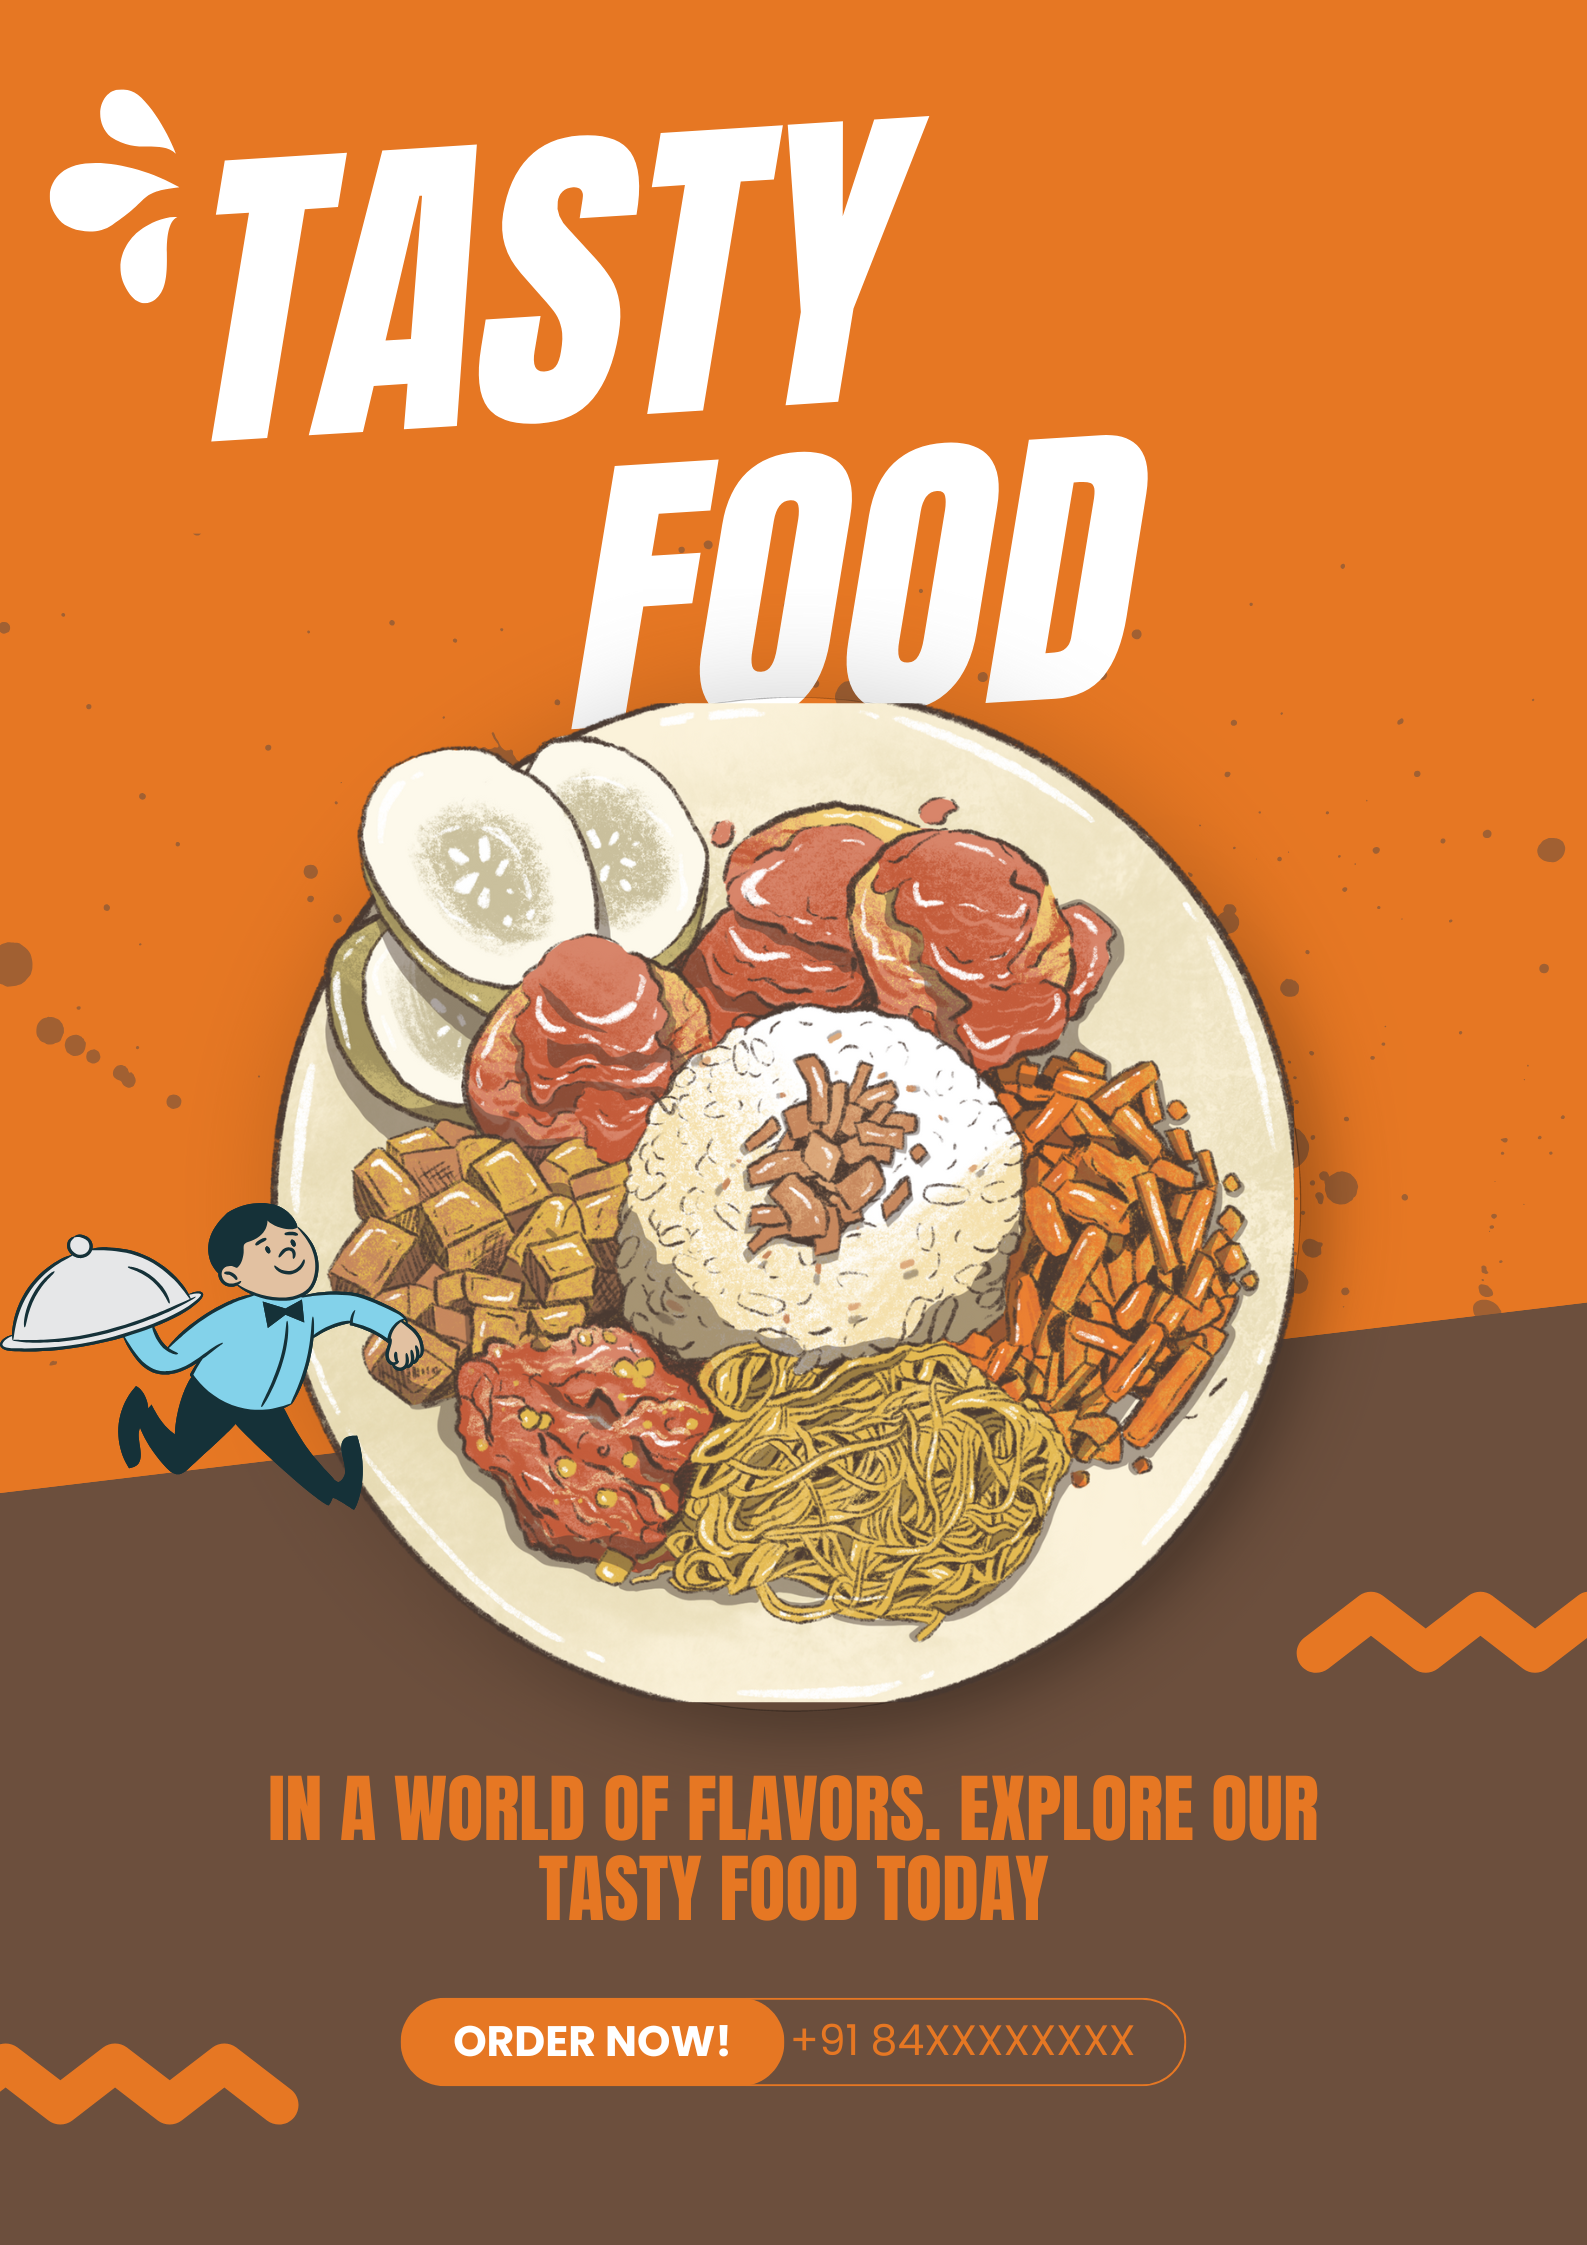 TASTY
FOOD
IN A WORLD OF FLAVORS. EXPLORE OUR
TASTY FOOD TODAY
ORDER NOW! +91 84XXXXXXXX